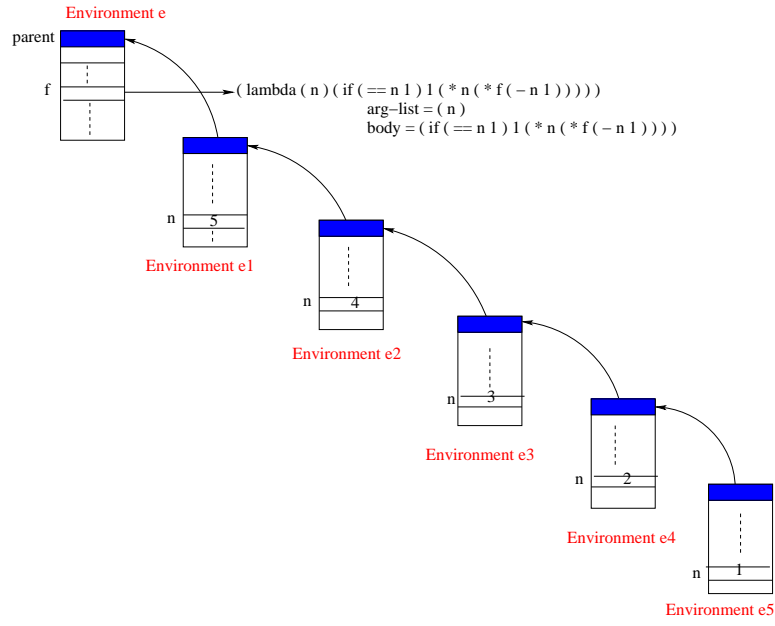 Environment e
parent
f
( lambda ( n ) ( if ( == n 1 ) 1 ( * n ( * f ( – n 1 ) ) ) ) )
arg–list = ( n )
body = ( if ( == n 1 ) 1 ( * n ( * f ( – n 1 ) ) ) )
n
5
Environment e1
n
4
Environment e2
n
3
Environment e3
n
2
Environment e4
n
1
Environment e5